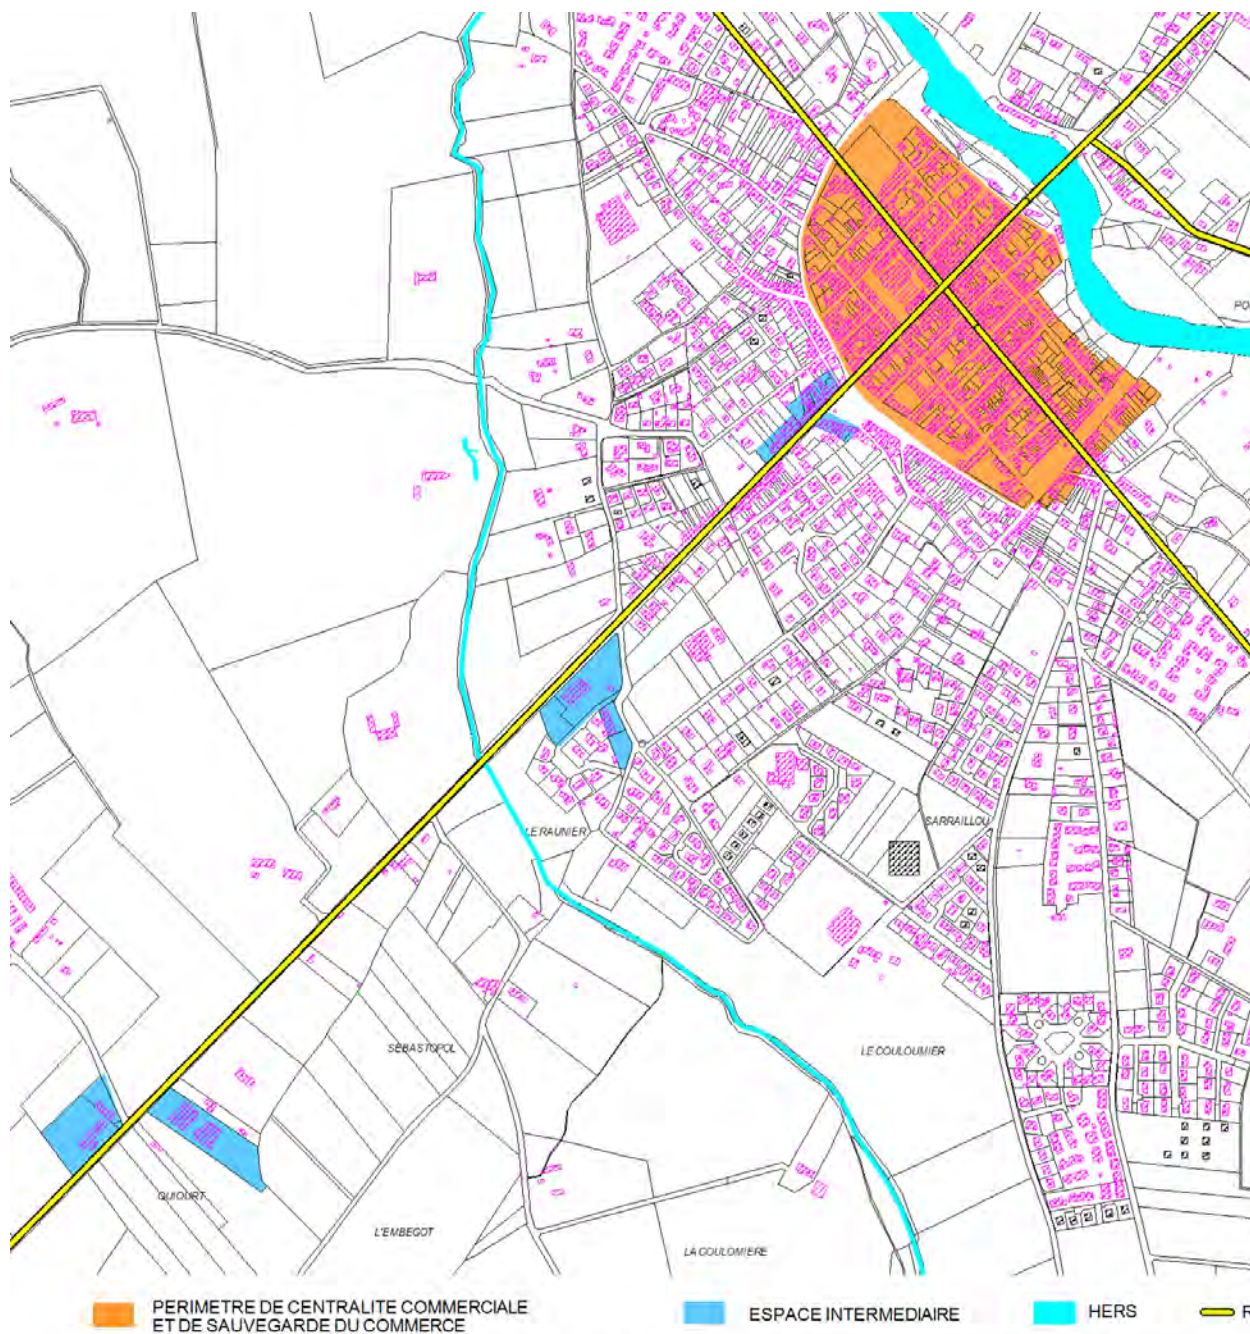 PO
LE RAUNIER
SARRAILLOU
SÉBASTOPOL
LE COULOUMIER
QUIOURT
L'EMBEGOT
LA COULOMIERE
PERIMETRE DE CENTRALITE COMMERCIALE
ET DE SAUVEGARDE DU COMMERCE
ESPACE INTERMEDIAIRE
HERS
R